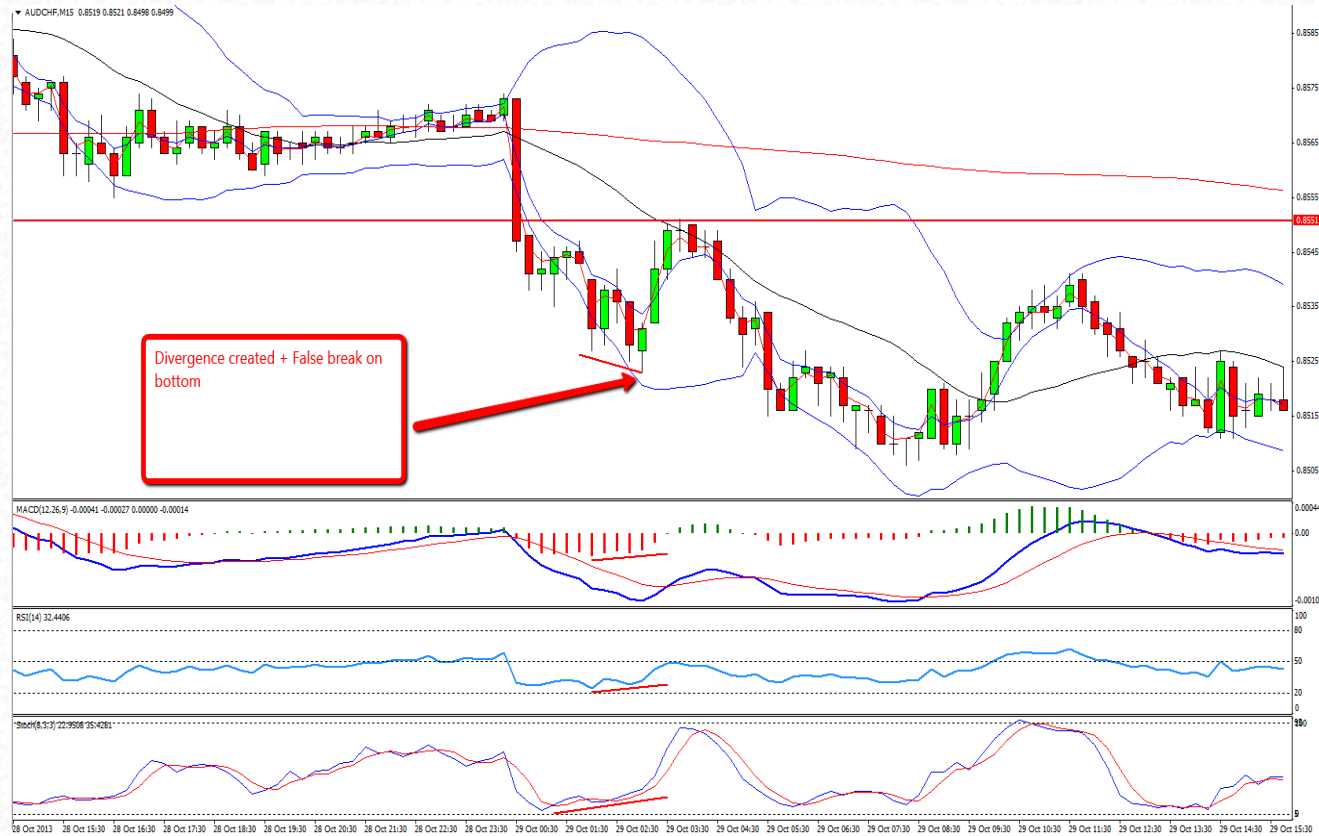 AUDCHF,M15 0.8519 0.8521 0.8498 0.8499
0.8585
0.8575
0.8565
0.8555
0.8551
0.8545
0.8535
0.8525
0.8515
0.8505
Divergence created + False break on
bottom
MACD(12,26,9) -0.00041 -0.00027 0.00000 -0.00014
0.00044
0.00
-0.0010
RSI(14) 32.4406
100
80
50
20
0
Stoch(8,3,3) 22.9508 35.4281
28 Oct 2013 28 Oct 15:30 28 Oct 16:30 28 Oct 17:30 28 Oct 18:30 28 Oct 19:30 28 Oct 20:30 28 Oct 21:30 28 Oct 22:30 28 Oct 23:30 29 Oct 00:30 29 Oct 01:30 29 Oct 02:30 29 Oct 03:30 29 Oct 04:30 29 Oct 05:30 29 Oct 06:30 29 Oct 07:30 29 Oct 08:30 29 Oct 09:30 29 Oct 10:30 29 Oct 11:30 29 Oct 12:30 29 Oct 13:30 29 Oct 14:30 29 Oct 15:30